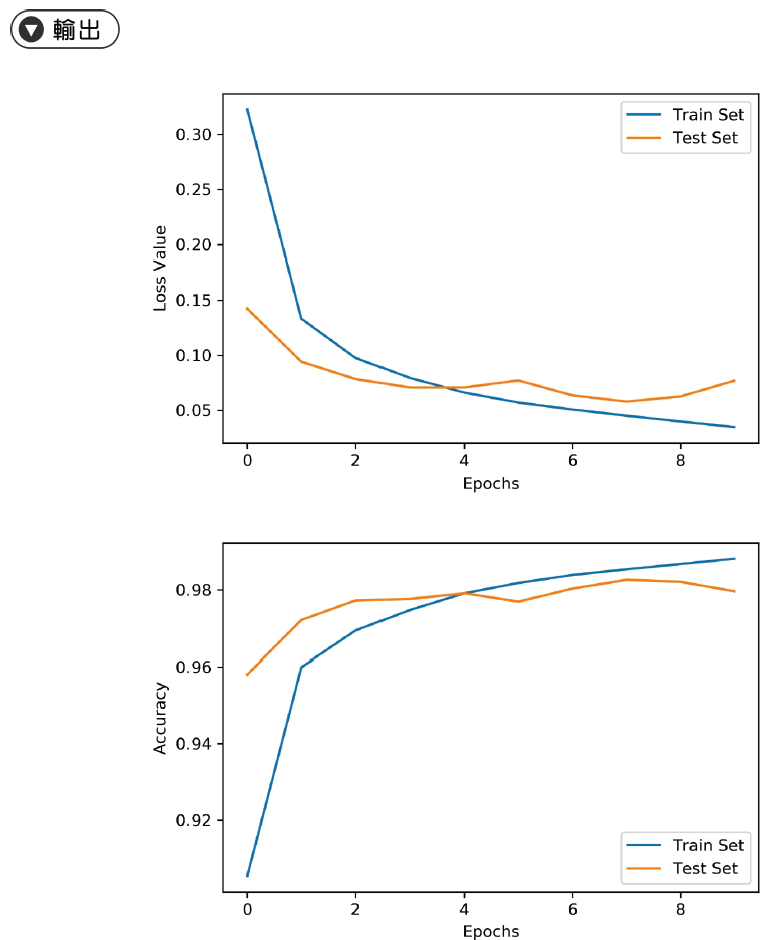 輸出
Train Set
Test Set
0.30
0.25
0.20
0.15
0.10
0.05
Loss Value
0 2 4 6 8
Epochs
0.98
0.96
0.94
0.92
Accuracy
Train Set
Test Set
0 2 4 6 8
Epochs